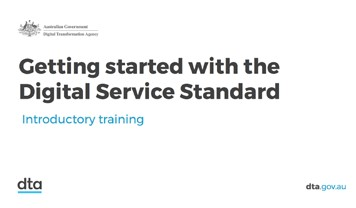 Australian Government
Digital Transformation Agency
Getting started with the
Digital Service Standard
Introductory training
dta
dta.gov.au